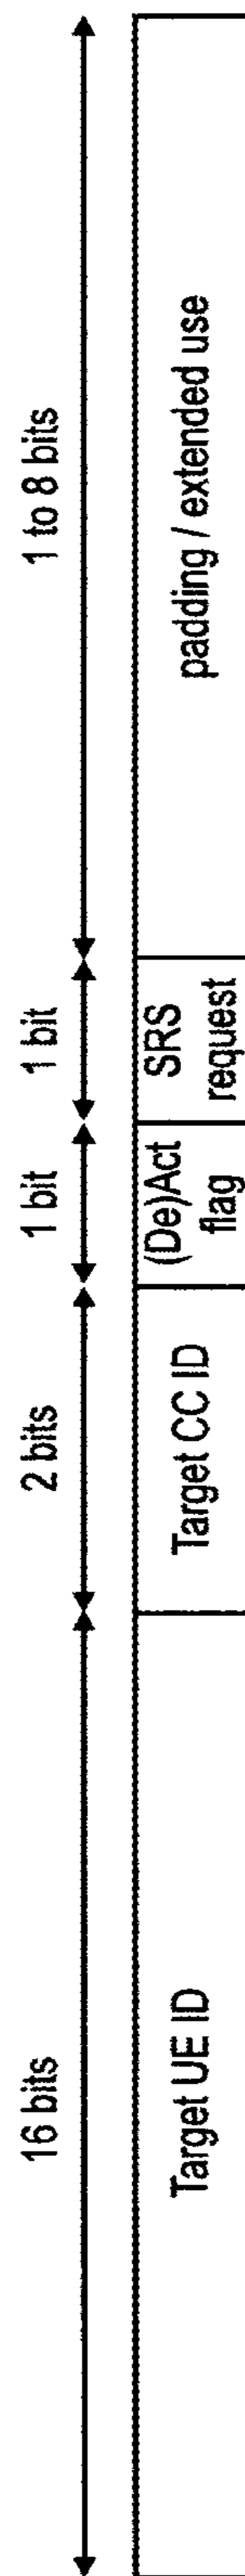 16 bits
2 bits
1 bit
1 bit
1 to 8 bits
Target UE ID
Target CC ID
(De)Act
flag
SRS
request
padding / extended use